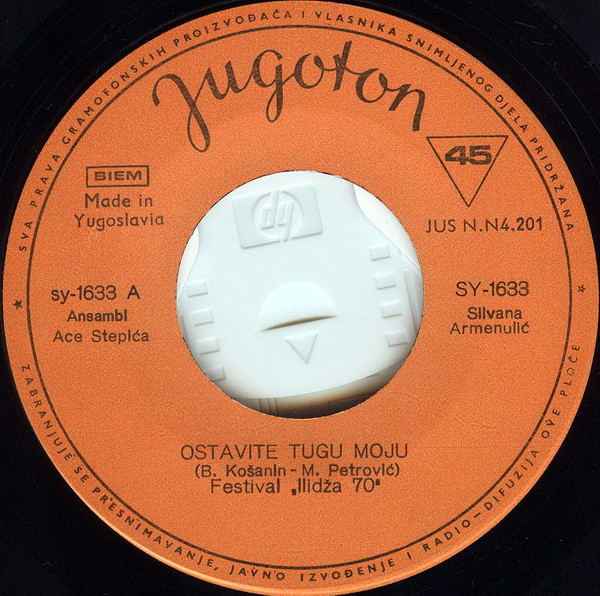 SVA PRAVA GRAMOFONSKIH PROIZVOĐAČA I VLASNIKA SNIMLJENOG DJELA PRIDRŽANA
Jugoton
45
BIEM
Made in
Yugoslavia
JUS N.N4.201
hp
sy-1633 A
Ansambl
Ace Stepića
SY-1633
Silvana
Armenulić
OSTAVITE TUGU MOJU
(B. Košanin - M. Petrović)
Festival „Ilidža 70"
ZABRANJUJE SE PRESNIMAVANJE, JAVNO IZVOĐENJE I RADIO-DIFUZIJA OVE PLOČE